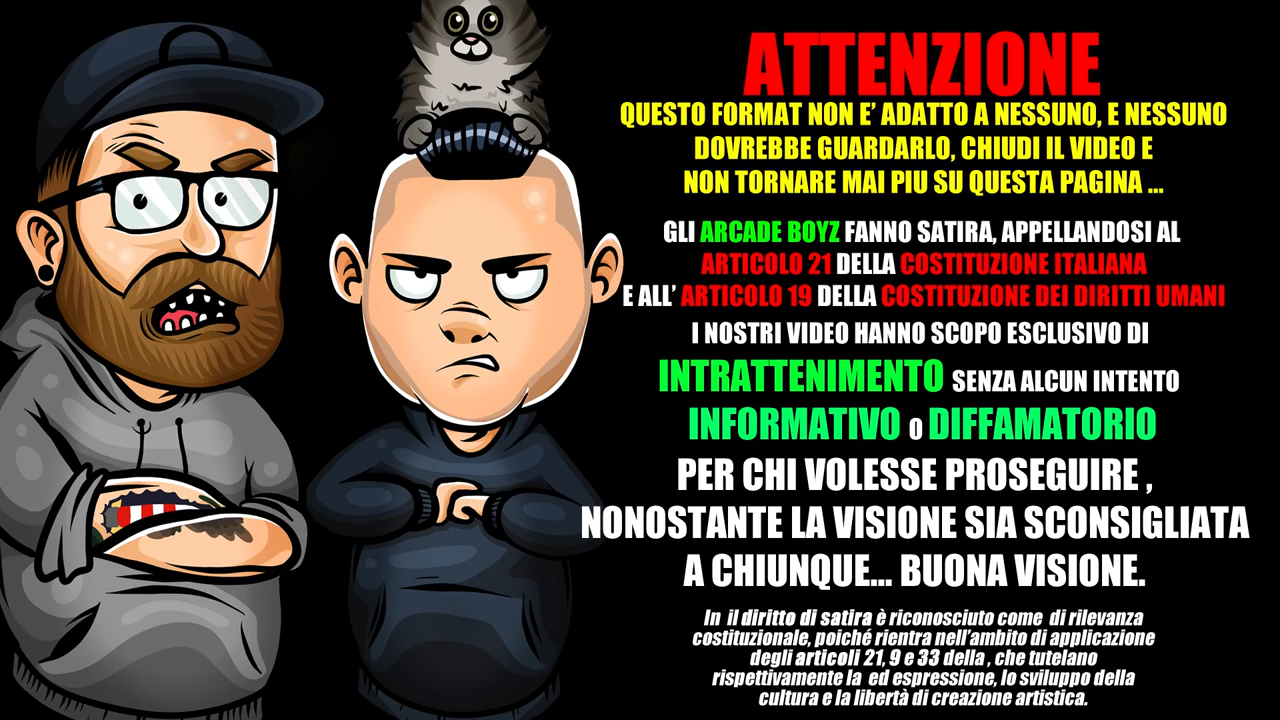 ATTENZIONE
QUESTO FORMAT NON E' ADATTO A NESSUNO, E NESSUNO
DOVREBBE GUARDARLO, CHIUDI IL VIDEO E
NON TORNARE MAI PIU SU QUESTA PAGINA ...
GLI ARCADE BOYZ FANNO SATIRA, APPELLANDOSI AL
ARTICOLO 21 DELLA COSTITUZIONE ITALIANA
E ALL' ARTICOLO 19 DELLA COSTITUZIONE DEI DIRITTI UMANI
I NOSTRI VIDEO HANNO SCOPO ESCLUSIVO DI
INTRATTENIMENTO SENZA ALCUN INTENTO
INFORMATIVO O DIFFAMATORIO
PER CHI VOLESSE PROSEGUIRE ,
NONOSTANTE LA VISIONE SIA SCONSIGLIATA
A CHIUNQUE... BUONA VISIONE.
In il diritto di satira è riconosciuto come di rilevanza
costituzionale, poiché rientra nell'ambito di applicazione
degli articoli 21, 9 e 33 della , che tutelano
rispettivamente la ed espressione, lo sviluppo della
cultura e la libertà di creazione artistica.